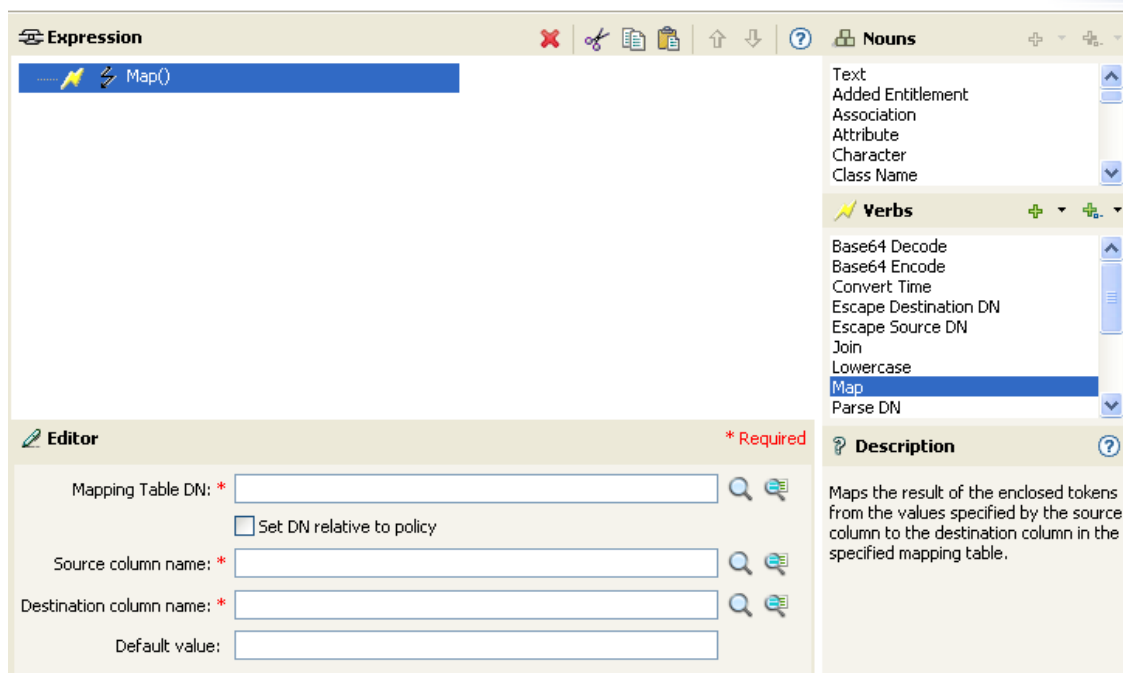 Expression
Map()
Nouns
Text
Added Entitlement
Association
Attribute
Character
Class Name
Verbs
Base64 Decode
Base64 Encode
Convert Time
Escape Destination DN
Escape Source DN
Join
Lowercase
Map
Parse DN
Editor
* Required
Mapping Table DN: *
Set DN relative to policy
Source column name: *
Destination column name: *
Default value:
Description
Maps the result of the enclosed tokens
from the values specified by the source
column to the destination column in the
specified mapping table.